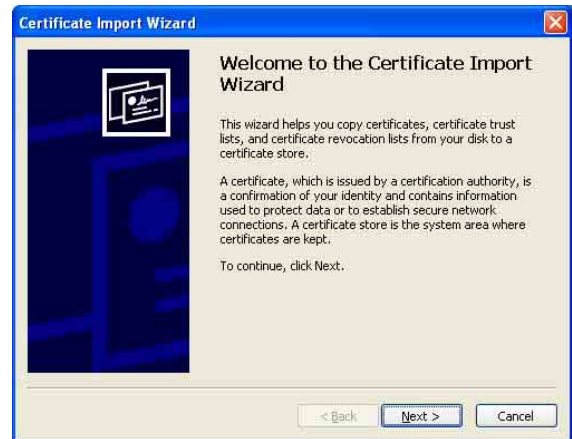 Certificate Import Wizard
Welcome to the Certificate Import
Wizard
This wizard helps you copy certificates, certificate trust
lists, and certificate revocation lists from your disk to a
certificate store.
A certificate, which is issued by a certification authority, is
a confirmation of your identity and contains information
used to protect data or to establish secure network
connections. A certificate store is the system area where
certificates are kept.
To continue, click Next.
< Back Next > Cancel